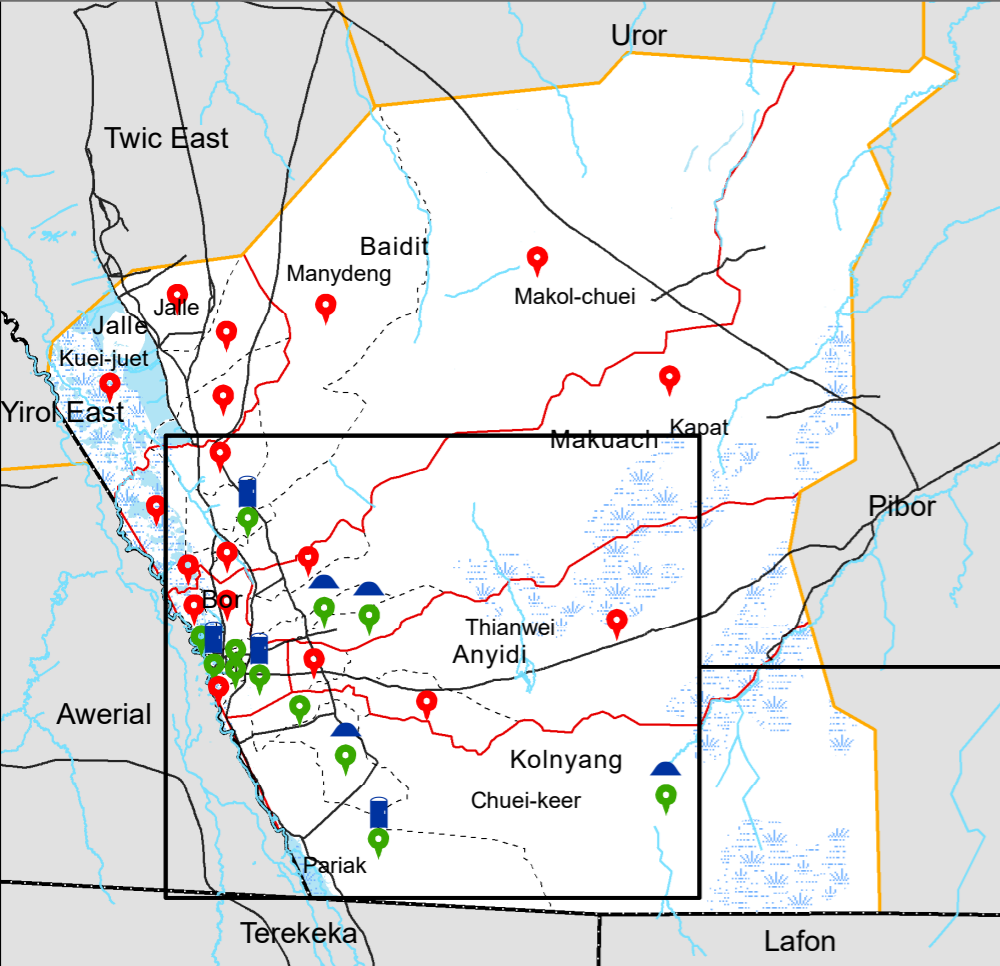 Uror
Twic East
Baidit
Manydeng
Makol-chuei
Jalle
Jalle
Kuei-juet
Yirol East
Kapat
Makuach
Pibor
Bor
Thianwei
Anyidi
Awerial
Kolnyang
Chuei-keer
Pariak
Terekeka
Lafon